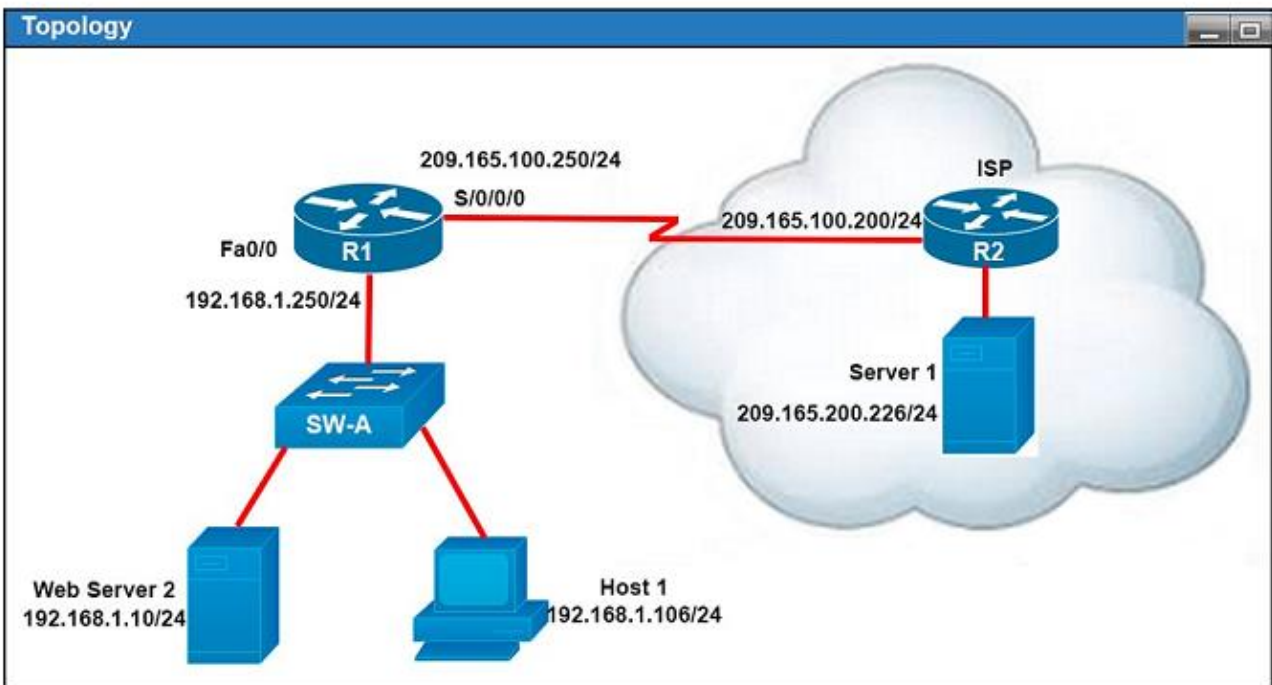 Topology
209.165.100.250/24
S/0/0/0
ISP
209.165.100.200/24
Fa0/0
R1
R2
192.168.1.250/24
Server 1
209.165.200.226/24
SW-A
Web Server 2
192.168.1.10/24
Host 1
192.168.1.106/24